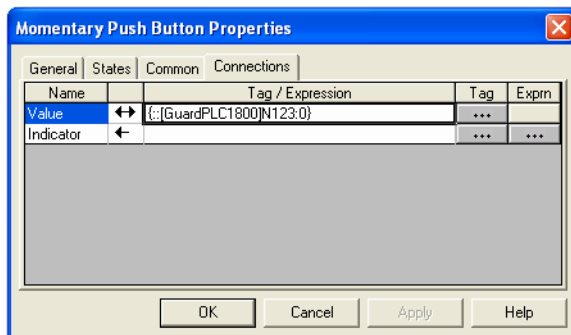 Momentary Push Button Properties
General States Common Connections
Name Tag / Expression Tag Exprn
Value {::[GuardPLC1800]N123:0} ...
Indicator ... ...
OK Cancel Apply Help